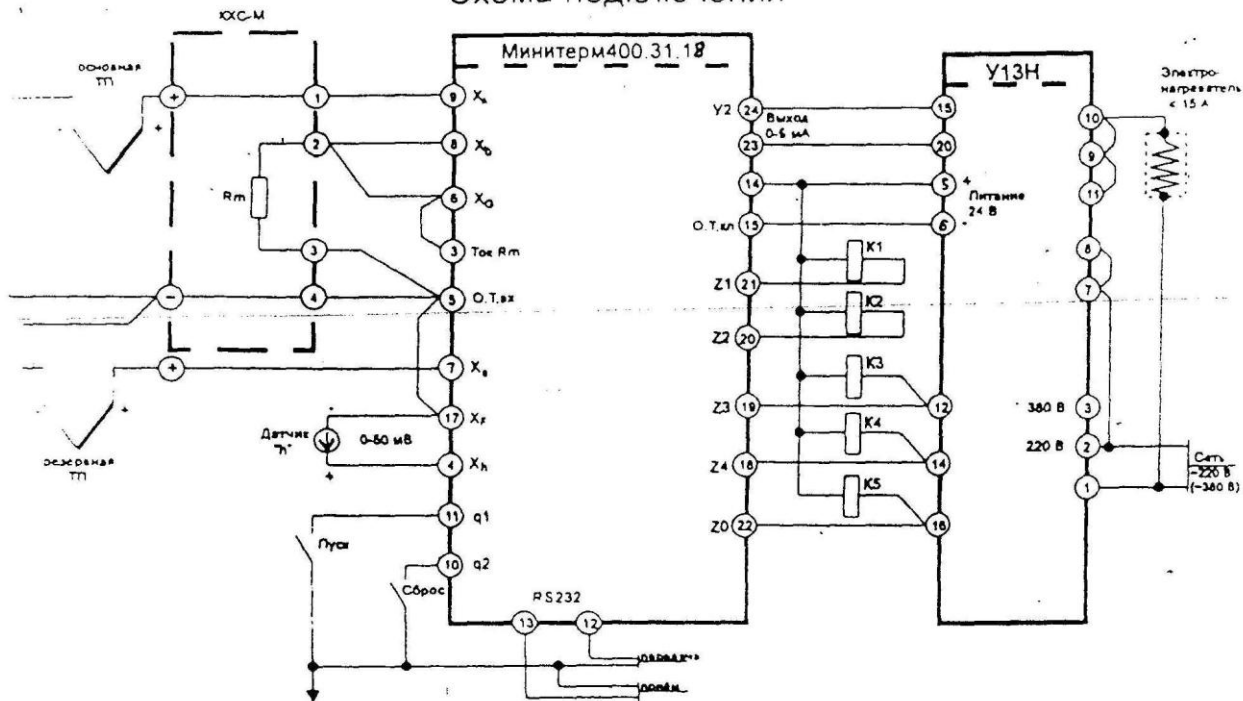 Схема подключения
ХХС-М
Минитерм400.31.18
У13Н
основная
ТП
+
+
1
2
Rm
3
−
4
+
+
резервная
ТП
9
Xк
8
Xb
6
Xa
3
Ток Rm
5
О.Т.вх
7
17
4
Xh
11
q1
10
q2
Датчик
"h"
-
0-50 мВ
+
Пуск
Сброс
RS232
13
12
передача
приём
Y2
24
Выход
0-5 мА
23
14
О.Т.кл
15
Z1
21
Z2
20
Z3
19
Z4
18
Z0
22
K1
K2
K3
K4
K5
15
20
5
+
Питание
24 В
6
-
12
14
16
10
9
11
8
7
380 В
3
220 В
2
1
Электро-
нагреватель
< 15 А
Сеть
~220 В
(~380 В)